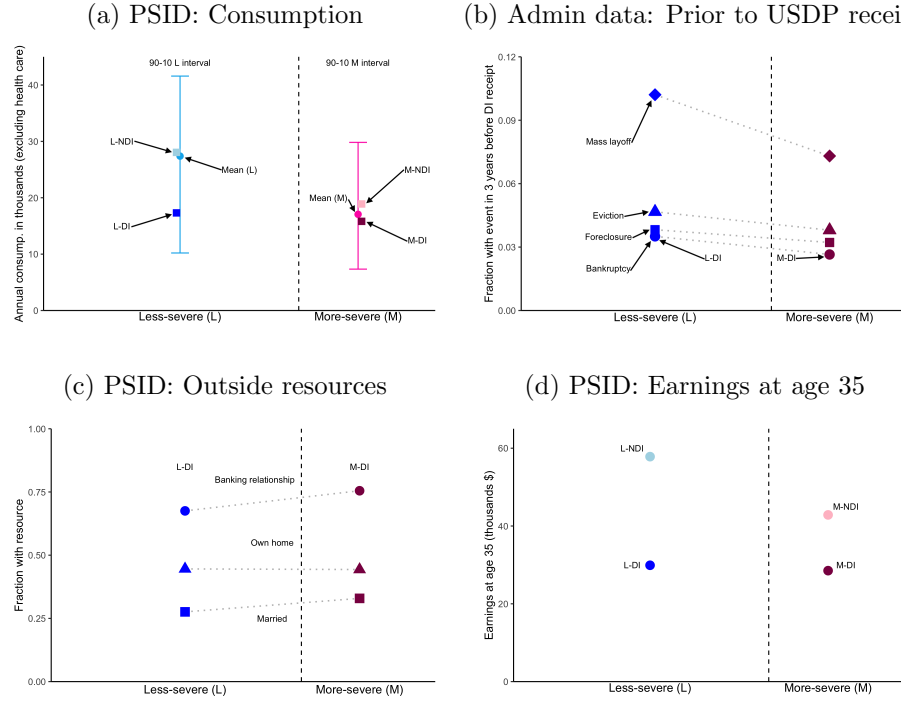 (a) PSID: Consumption
Annual consump. in thousands (excluding health care)
40
30
20
10
0
90-10 L interval
90-10 M interval
L-NDI
Mean (L)
L-DI
M-NDI
Mean (M)
M-DI
Less-severe (L)
More-severe (M)
(b) Admin data: Prior to USDP recei
Fraction with event in 3 years before DI receipt
0.12
0.09
0.06
0.03
0.00
Mass layoff
Eviction
Foreclosure
Bankruptcy
L-DI
M-DI
Less-severe (L)
More-severe (M)
(c) PSID: Outside resources
Fraction with resource
1.00
0.75
0.50
0.25
0.00
L-DI
M-DI
Banking relationship
Own home
Married
Less-severe (L)
More-severe (M)
(d) PSID: Earnings at age 35
Earnings at age 35 (thousands $)
60
40
20
0
L-NDI
M-NDI
L-DI
M-DI
Less-severe (L)
More-severe (M)